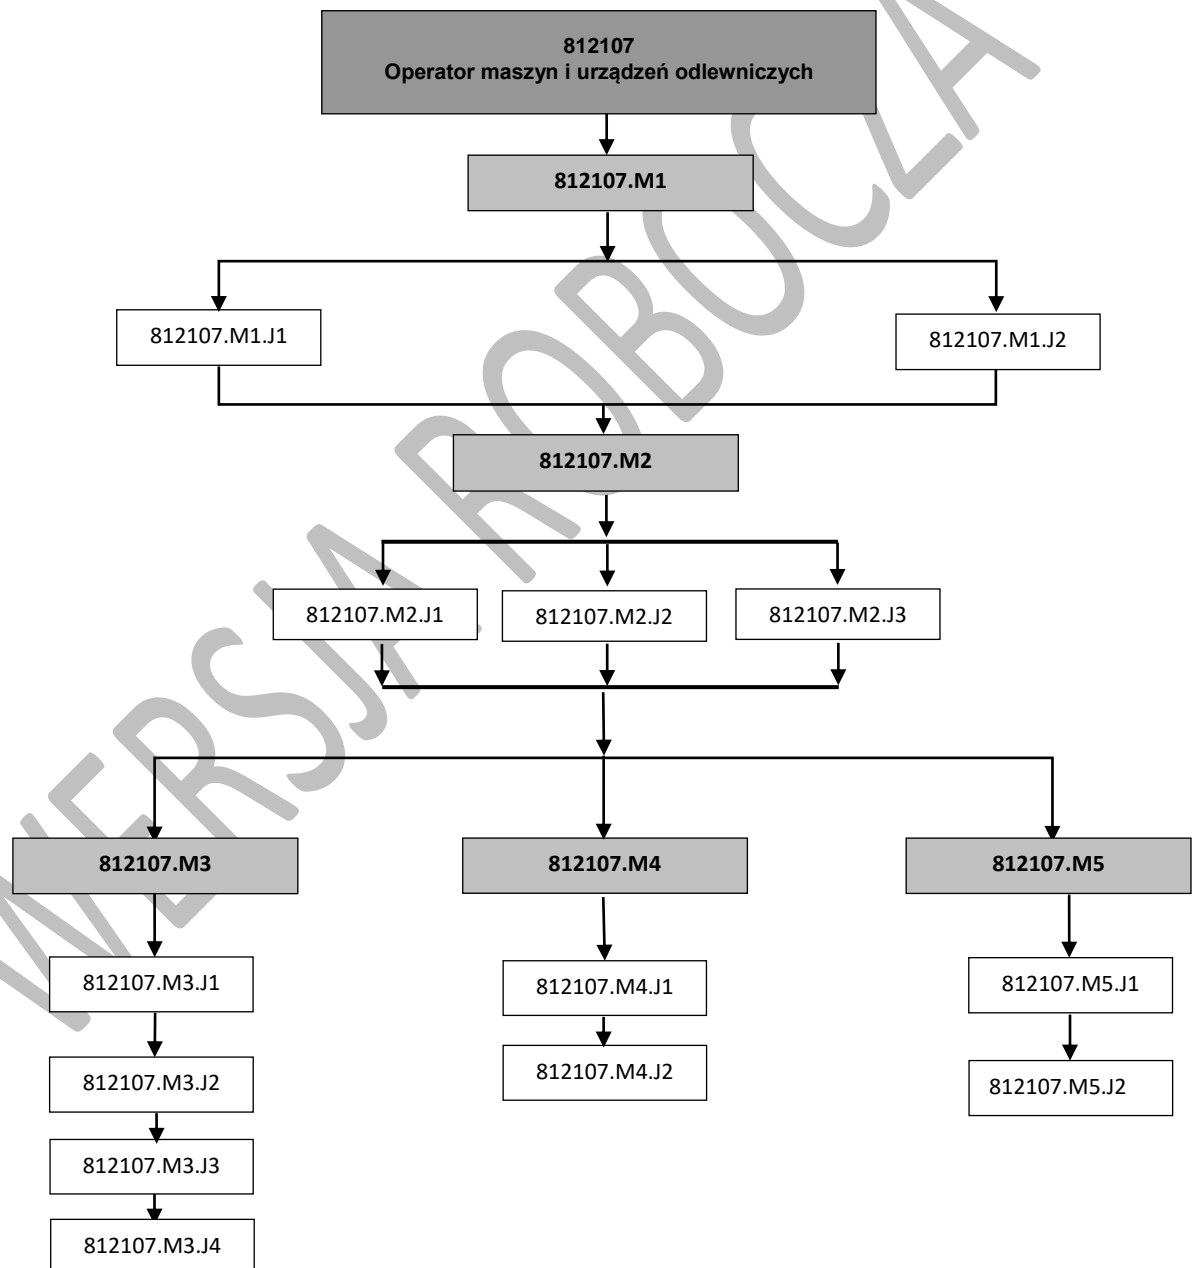 812107
Operator maszyn i urządzeń odlewniczych
812107.M1
812107.M1.J1
812107.M1.J2
812107.M2
812107.M2.J1
812107.M2.J2
812107.M2.J3
812107.M3
812107.M4
812107.M5
812107.M3.J1
812107.M4.J1
812107.M5.J1
812107.M3.J2
812107.M4.J2
812107.M5.J2
812107.M3.J3
812107.M3.J4
WERSJA ROBOCZA